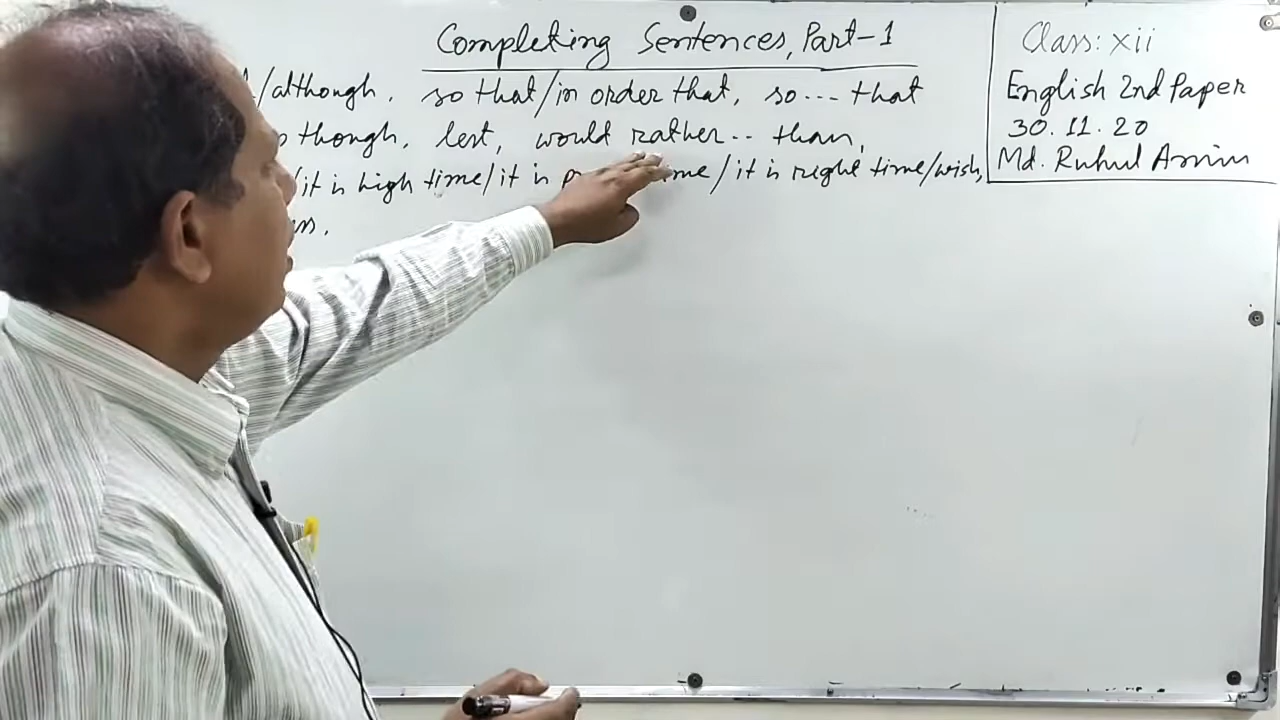 Completing Sentences, Part-1
/although, so that/in order that, so... that
though, lest, would rather.. than,
/it is high time/it is me/it is right time/wish,
Class: xii
English 2nd Paper
30.11.20
Md. Ruhul Amin